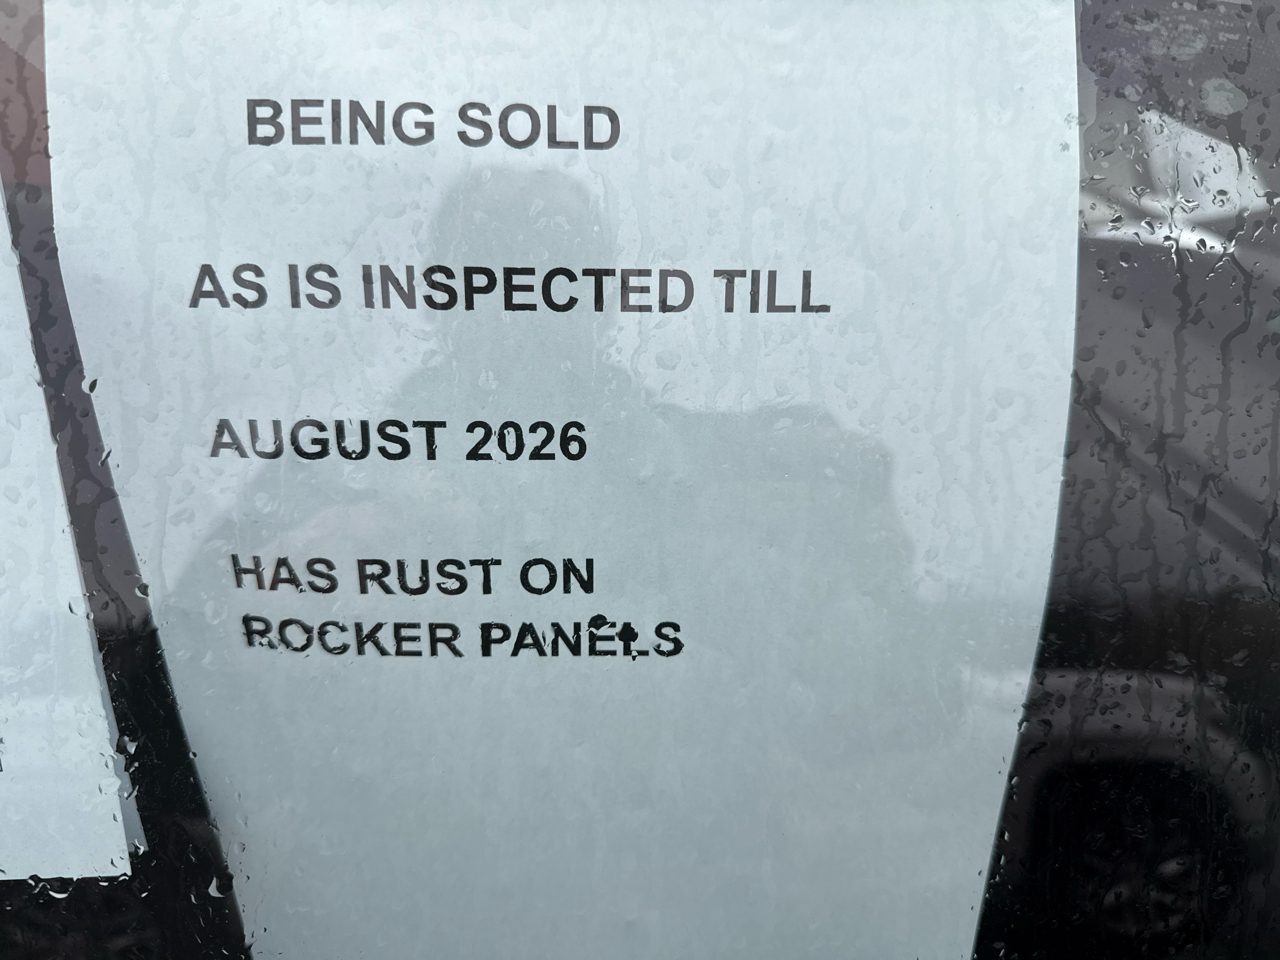 BEING SOLD
AS IS INSPECTED TILL
AUGUST 2026
HAS RUST ON
ROCKER PANELS